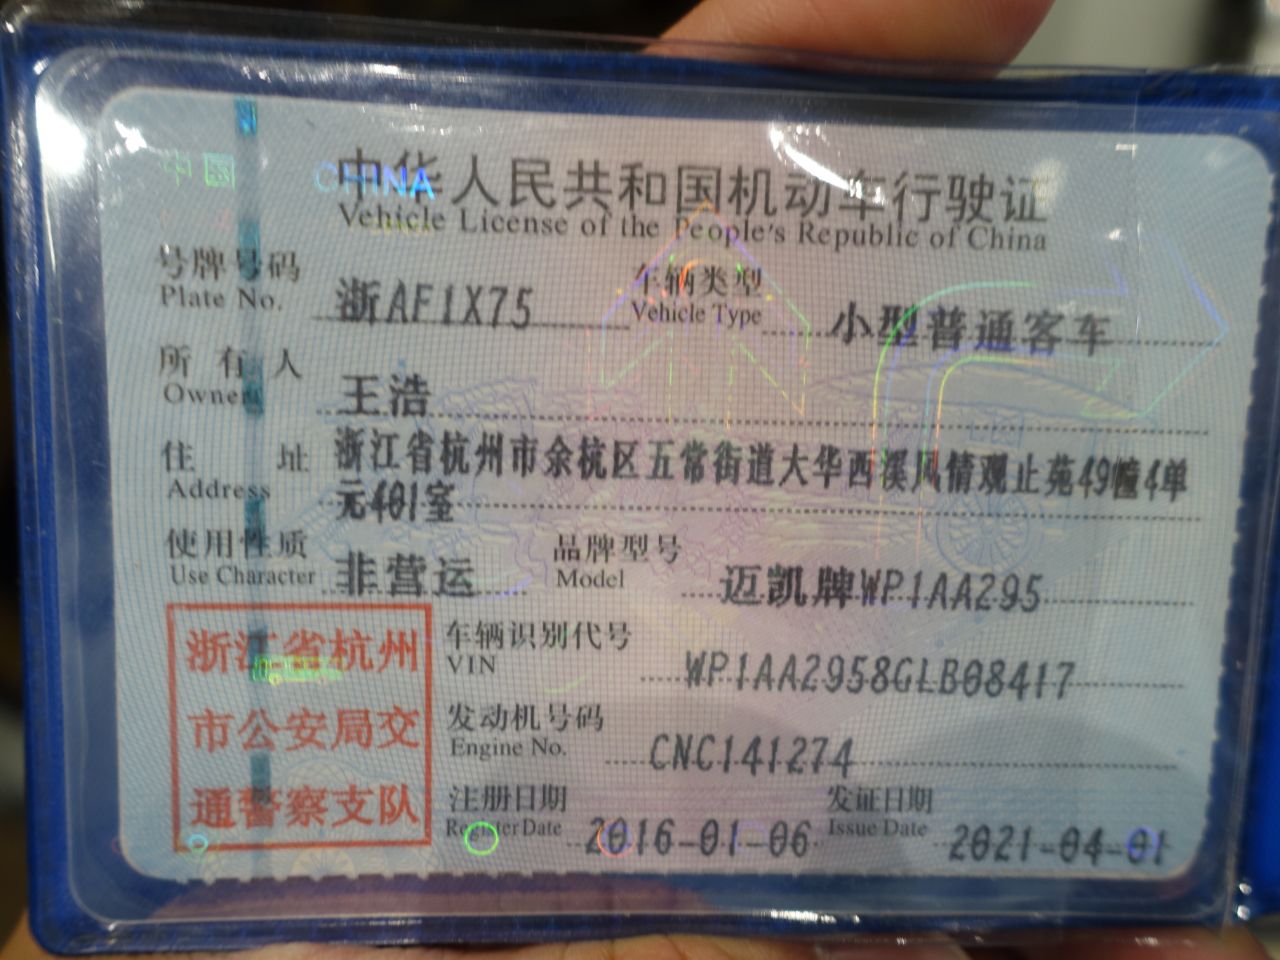 中国 CHINA
中华人民共和国机动车行驶证
Vehicle License of the People's Republic of China
号牌号码 浙AF1X75 车辆类型 小型普通客车
Plate No. Vehicle Type
所有人 王浩
Owner
住址 浙江省杭州市余杭区五常街道大华西溪风情观止苑49幢4单
Address 元401室
使用性质 非营运 品牌型号 迈凯牌WP1AA295
Use Character Model
浙江省杭州
市公安局交
通警察支队
车辆识别代号 WP1AA2958GLB08417
VIN
发动机号码 CNC141274
Engine No.
注册日期 2016-01-06 发证日期 2021-04-01
Register Date Issue Date